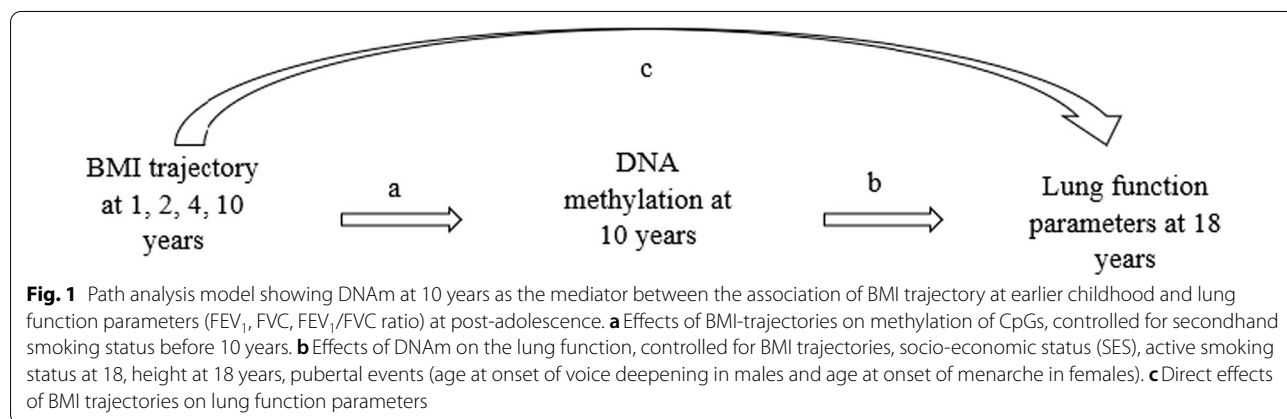 c
BMI trajectory
at 1, 2, 4, 10
years
a
DNA
methylation at
10 years
b
Lung function
parameters at 18
years
Fig. 1 Path analysis model showing DNAm at 10 years as the mediator between the association of BMI trajectory at earlier childhood and lung
function parameters (FEV₁, FVC, FEV₁/FVC ratio) at post-adolescence. a Effects of BMI-trajectories on methylation of CpGs, controlled for secondhand
smoking status before 10 years. b Effects of DNAm on the lung function, controlled for BMI trajectories, socio-economic status (SES), active smoking
status at 18, height at 18 years, pubertal events (age at onset of voice deepening in males and age at onset of menarche in females). c Direct effects
of BMI trajectories on lung function parameters